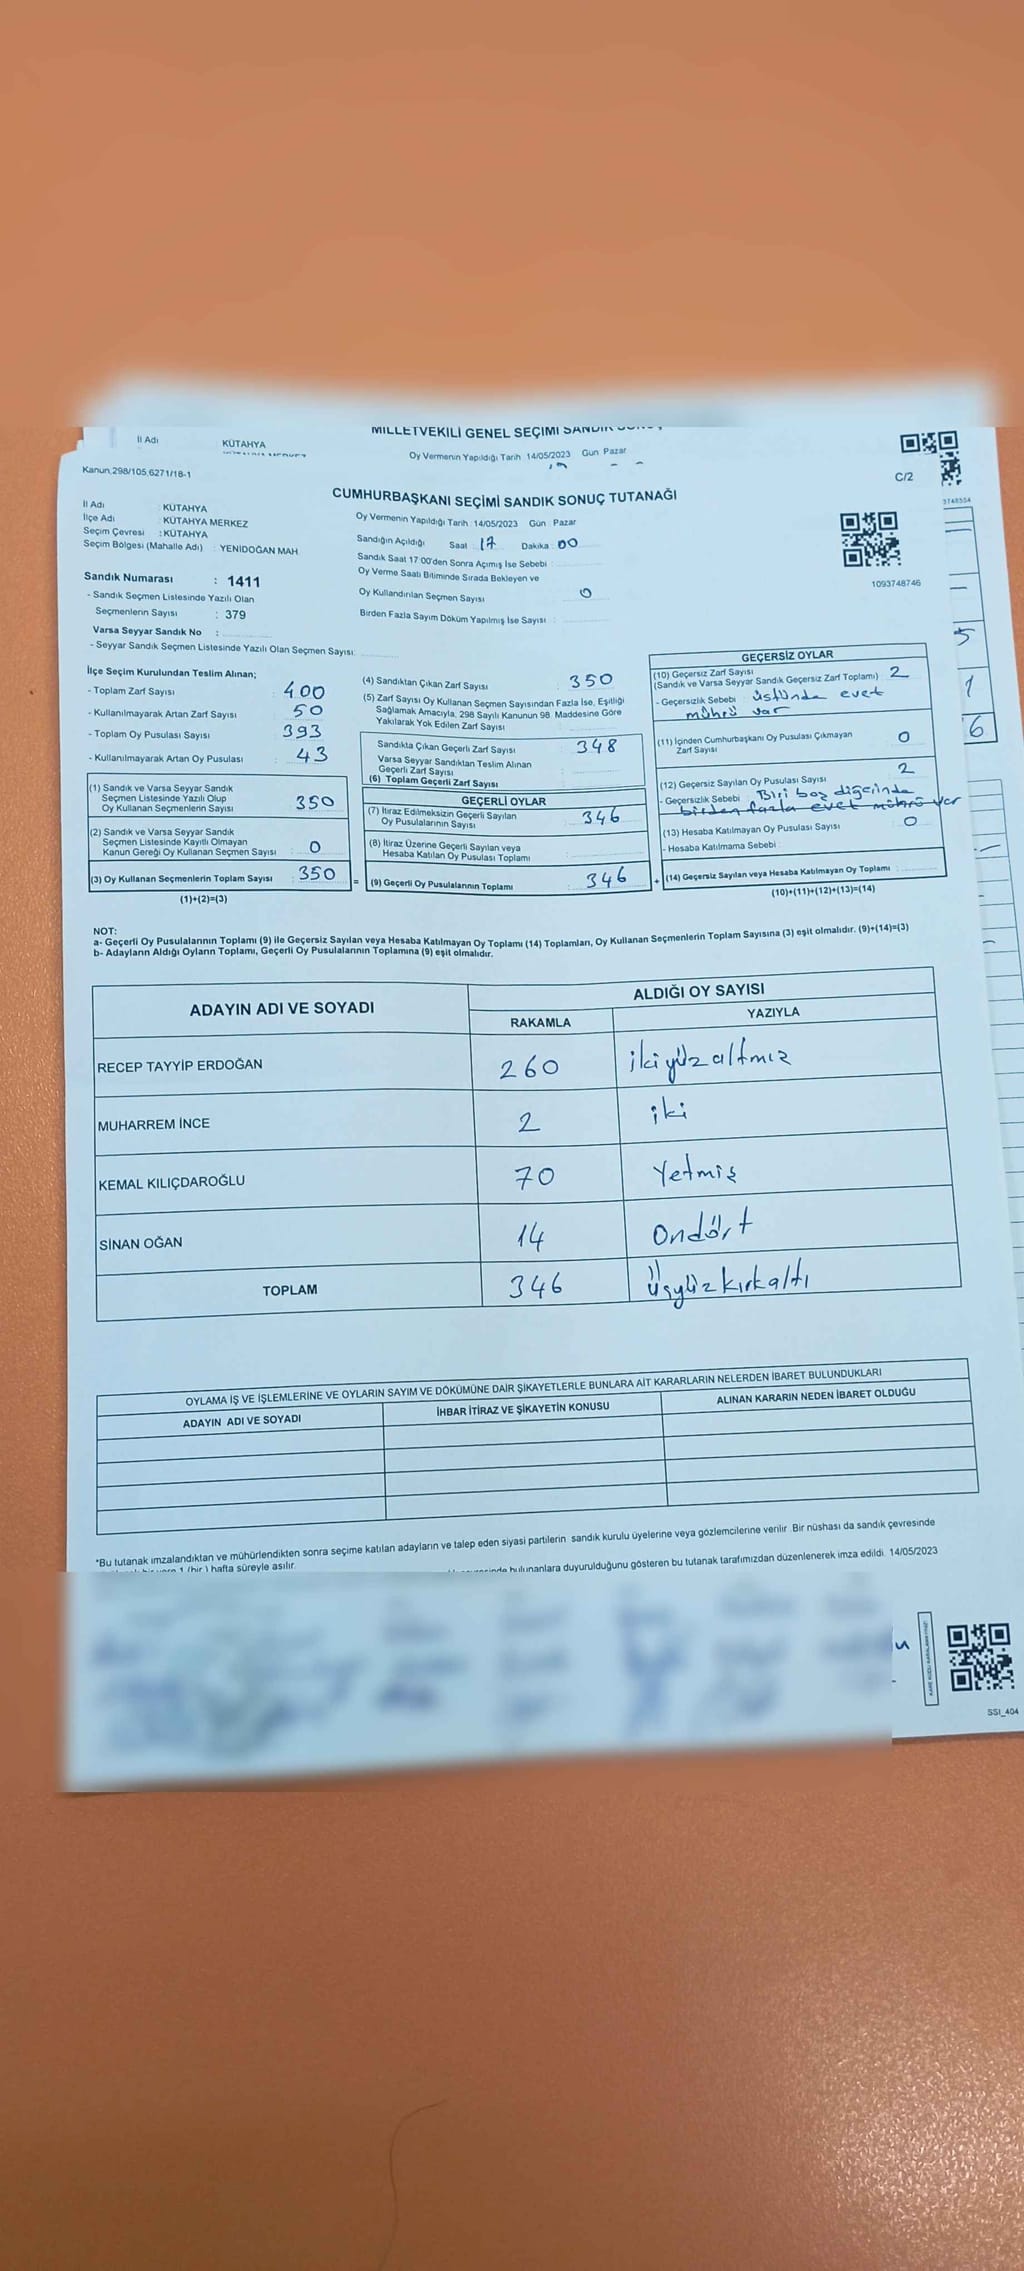 İl Adı KÜTAHYA
MİLLETVEKİLİ GENEL SEÇİMİ
Oy Vermenin Yapıldığı Tarih 14/05/2023 Gün Pazar
Kanun,298/105,6271/18-1
C/2
CUMHURBAŞKANI SEÇİMİ SANDIK SONUÇ TUTANAĞI
İl Adı : KÜTAHYA
İlçe Adı : KÜTAHYA MERKEZ
Seçim Çevresi : KÜTAHYA
Seçim Bölgesi (Mahalle Adı) : YENİDOĞAN MAH.
Oy Vermenin Yapıldığı Tarih 14/05/2023 Gün Pazar
Sandığın Açıldığı Saat : 17 Dakika : 00
Sandık Saat 17:00'den Sonra Açımış İse Sebebi :
Oy Verme Saati Bitiminde Sırada Bekleyen ve
Oy Kullandırılan Seçmen Sayısı : 0
Birden Fazla Sayım Döküm Yapılmış İse Sayısı :
1093748746
Sandık Numarası : 1411
- Sandık Seçmen Listesinde Yazılı Olan
Seçmenlerin Sayısı : 379
Varsa Seyyar Sandık No :
- Seyyar Sandık Seçmen Listesinde Yazılı Olan Seçmen Sayısı:
İlçe Seçim Kurulundan Teslim Alınan;
- Toplam Zarf Sayısı : 400
- Kullanılmayarak Artan Zarf Sayısı : 50
- Toplam Oy Pusulası Sayısı : 393
- Kullanılmayarak Artan Oy Pusulası : 43
(1) Sandık ve Varsa Seyyar Sandık
Seçmen Listesinde Yazılı Olup
Oy Kullanan Seçmenlerin Sayısı : 350
(2) Sandık ve Varsa Seyyar Sandık
Seçmen Listesinde Kayıtlı Olmayan
Kanun Gereği Oy Kullanan Seçmen Sayısı : 0
(3) Oy Kullanan Seçmenlerin Toplam Sayısı : 350
(1)+(2)=(3)
(4) Sandıktan Çıkan Zarf Sayısı : 350
(5) Zarf Sayısı Oy Kullanan Seçmen Sayısından Fazla İse, Eşitliği
Sağlamak Amacıyla, 298 Sayılı Kanunun 98. Maddesine Göre
Yakılarak Yok Edilen Zarf Sayısı :
Sandıkta Çıkan Geçerli Zarf Sayısı : 348
Varsa Seyyar Sandıktan Teslim Alınan
Geçerli Zarf Sayısı :
(6) Toplam Geçerli Zarf Sayısı
GEÇERLİ OYLAR
(7) İtiraz Edilmeksizin Geçerli Sayılan
Oy Pusulalarının Sayısı : 346
(8) İtiraz Üzerine Geçerli Sayılan veya
Hesaba Katılan Oy Pusulası Toplamı :
= (9) Geçerli Oy Pusulalarının Toplamı : 346 +
GEÇERSİZ OYLAR
(10) Geçersiz Zarf Sayısı
(Sandık ve Varsa Seyyar Sandık Geçersiz Zarf Toplamı) : 2
- Geçersizlik Sebebi : üstünde evet
mührü var
(11) İçinden Cumhurbaşkanı Oy Pusulası Çıkmayan
Zarf Sayısı : 0
(12) Geçersiz Sayılan Oy Pusulası Sayısı : 2
- Geçersizlik Sebebi : Biri boş diğerinde
birden fazla evet mührü var
(13) Hesaba Katılmayan Oy Pusulası Sayısı : 0
- Hesaba Katılmama Sebebi :
(14) Geçersiz Sayılan veya Hesaba Katılmayan Oy Toplamı :
(10)+(11)+(12)+(13)=(14)
NOT:
a- Geçerli Oy Pusulalarının Toplamı (9) ile Geçersiz Sayılan veya Hesaba Katılmayan Oy Toplamı (14) Toplamları, Oy Kullanan Seçmenlerin Toplam Sayısına (3) eşit olmalıdır. (9)+(14)=(3)
b- Adayların Aldığı Oyların Toplamı, Geçerli Oy Pusulalarının Toplamına (9) eşit olmalıdır.
ADAYIN ADI VE SOYADI
ALDIĞI OY SAYISI
RAKAMLA YAZIYLA
RECEP TAYYİP ERDOĞAN 260 ikiyüzaltmız
MUHARREM İNCE 2 iki
KEMAL KILIÇDAROĞLU 70 Yetmiş
SİNAN OĞAN 14 Ondört
TOPLAM 346 Üçyüzkırkaltı
OYLAMA İŞ VE İŞLEMLERİNE VE OYLARIN SAYIM VE DÖKÜMÜNE DAİR ŞİKAYETLERLE BUNLARA AİT KARARLARIN NELERDEN İBARET BULUNDUKLARI
ADAYIN ADI VE SOYADI İHBAR İTİRAZ VE ŞİKAYETİN KONUSU ALINAN KARARIN NEDEN İBARET OLDUĞU
*Bu tutanak imzalandıktan ve mühürlendikten sonra seçime katılan adayların ve talep eden siyasi partilerin sandık kurulu üyelerine veya gözlemcilerine verilir. Bir nüshası da sandık çevresinde
1 (bir) hafta süreyle asılır.
bulunanlara duyurulduğunu gösteren bu tutanak tarafımızdan düzenlenerek imza edildi. 14/05/2023
SSI_404
5
1
6